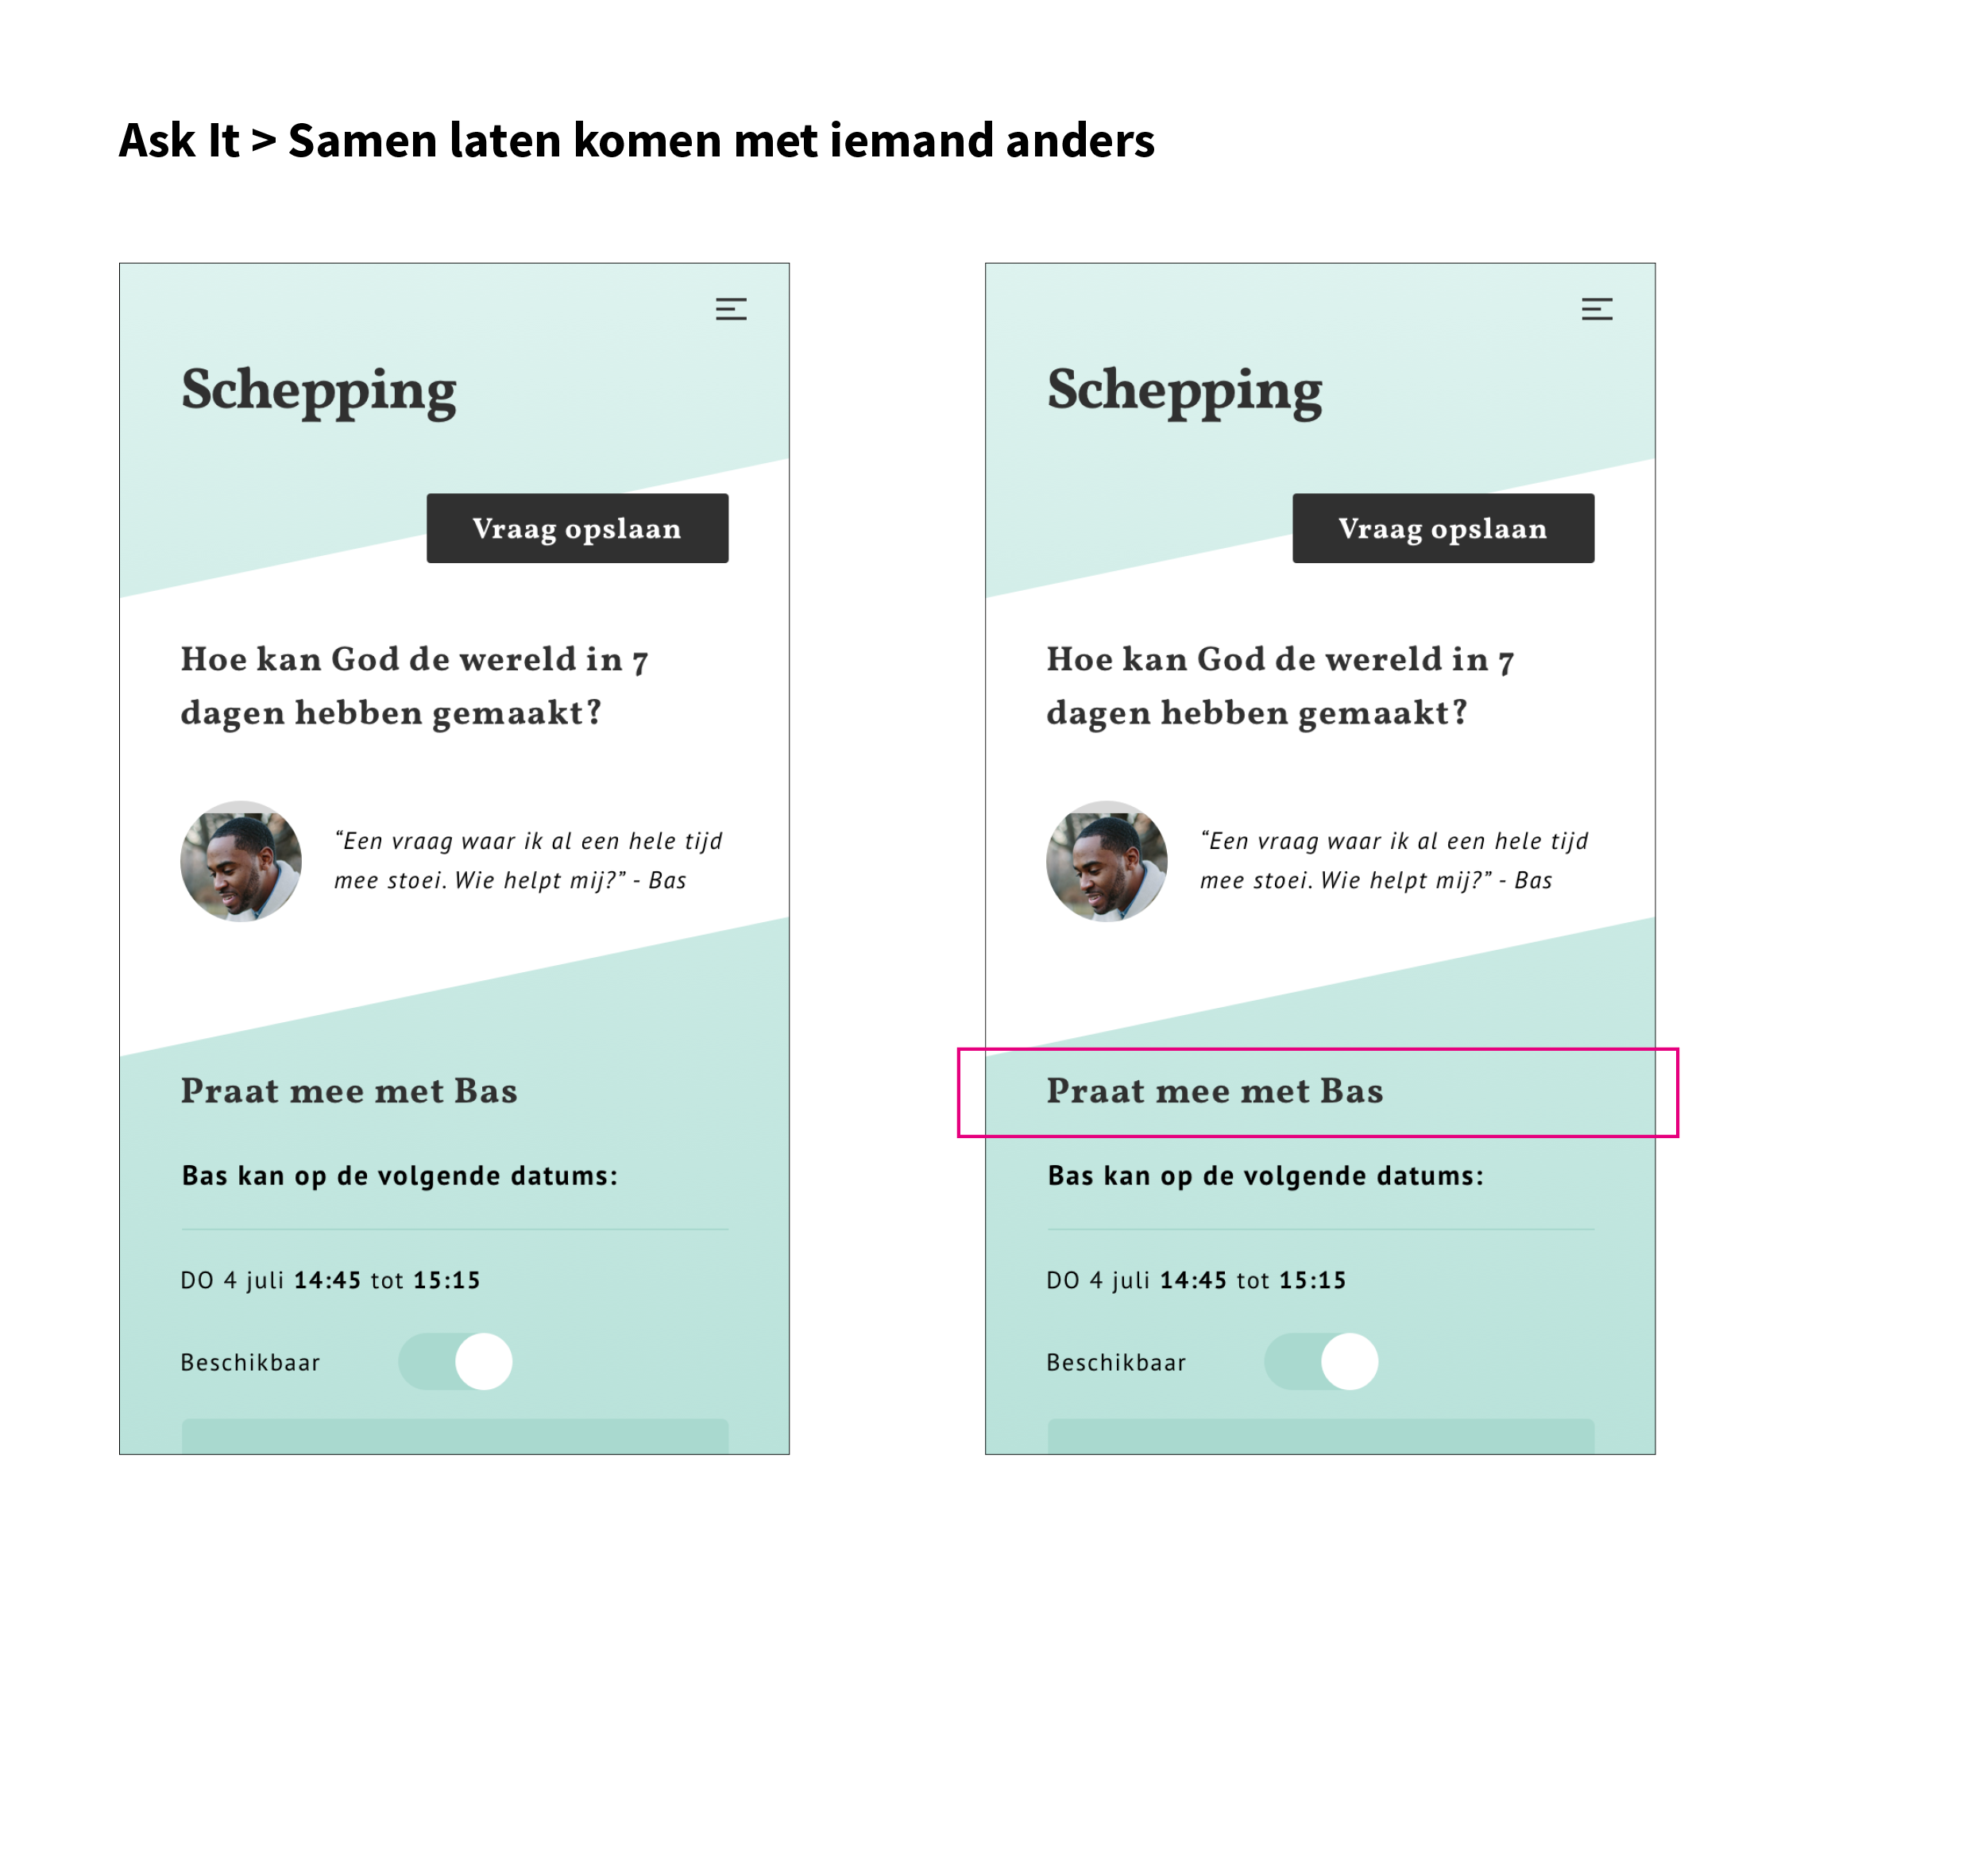 Ask It > Samen laten komen met iemand anders
Schepping
Vraag opslaan
Hoe kan God de wereld in 7
dagen hebben gemaakt?
“Een vraag waar ik al een hele tijd
mee stoei. Wie helpt mij?” - Bas
Praat mee met Bas
Bas kan op de volgende datums:
DO 4 juli 14:45 tot 15:15
Beschikbaar
Schepping
Vraag opslaan
Hoe kan God de wereld in 7
dagen hebben gemaakt?
“Een vraag waar ik al een hele tijd
mee stoei. Wie helpt mij?” - Bas
Praat mee met Bas
Bas kan op de volgende datums:
DO 4 juli 14:45 tot 15:15
Beschikbaar